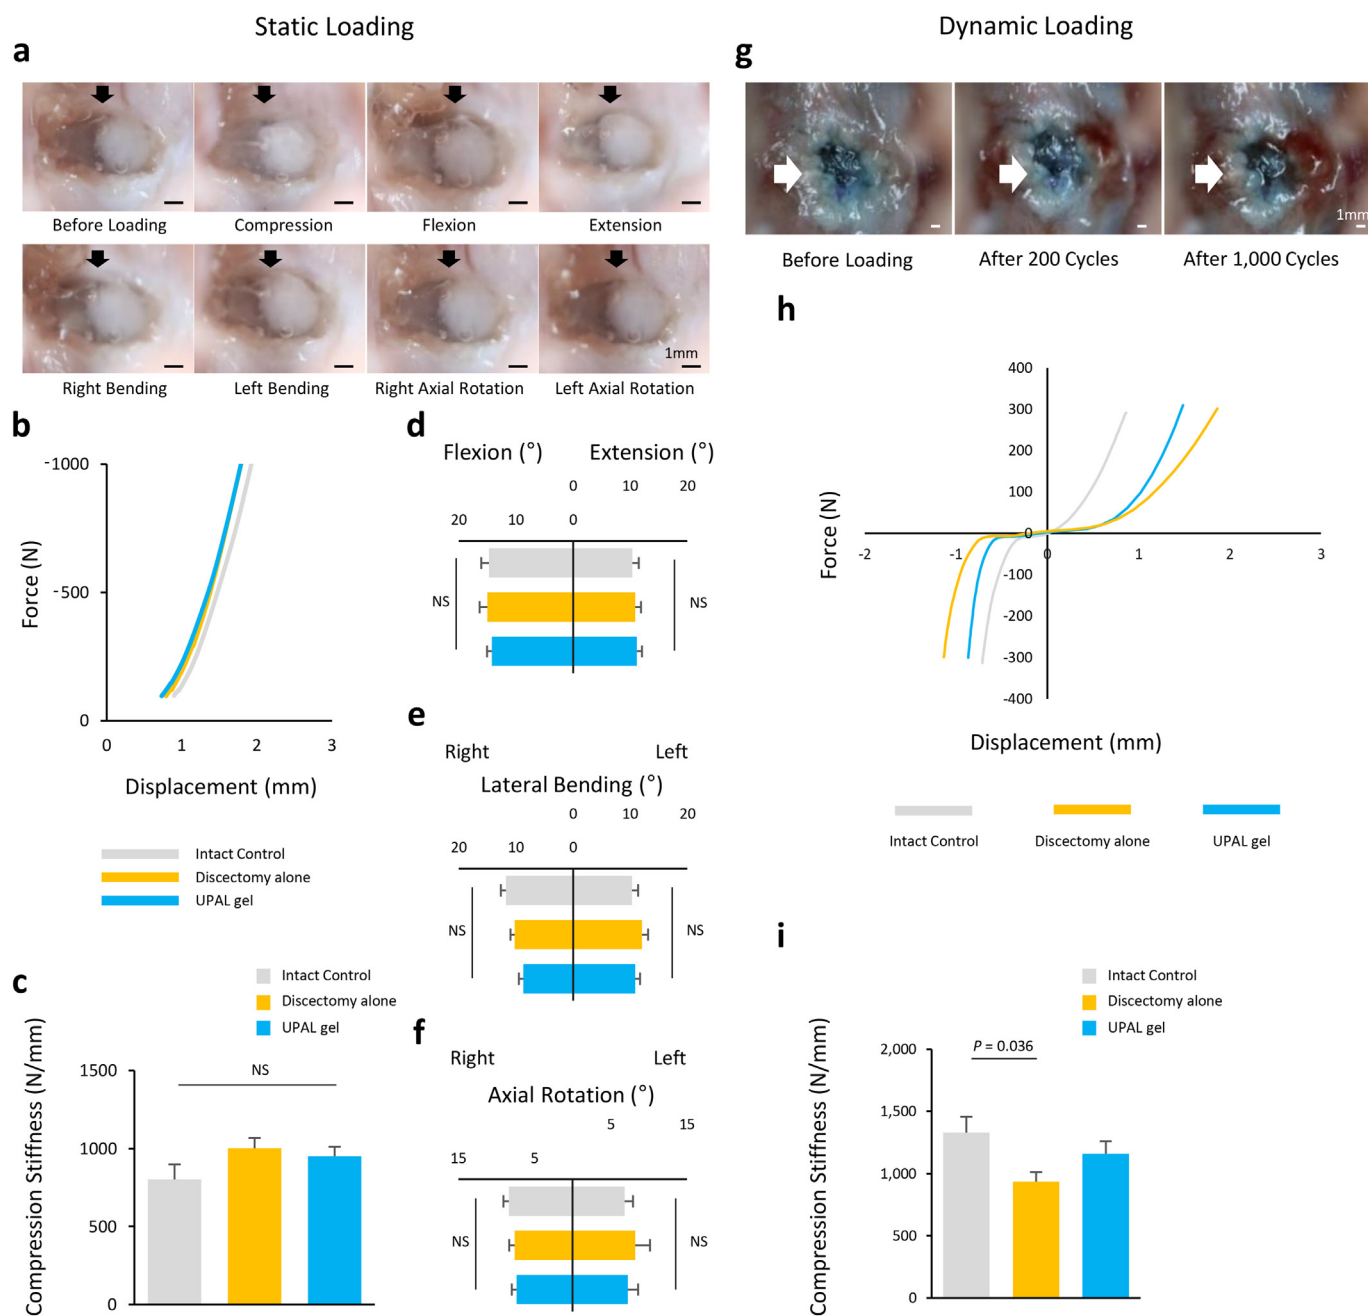 Static Loading
a
Before Loading
Compression
Flexion
Extension
Right Bending
Left Bending
Right Axial Rotation
1mm
Left Axial Rotation
b
-1000
-500
0
Force (N)
0 1 2 3
Displacement (mm)
Intact Control
Discectomy alone
UPAL gel
c
Intact Control
Discectomy alone
UPAL gel
Compression Stiffness (N/mm)
1500
1000
500
0
NS
d
Flexion (°) Extension (°)
0 10 20
20 10 0
NS
NS
e
Right Left
Lateral Bending (°)
0 10 20
20 10 0
NS
NS
f
Right Left
Axial Rotation (°)
5 15
15 5
NS
NS
Dynamic Loading
g
1mm
Before Loading
After 200 Cycles
After 1,000 Cycles
h
400
300
200
100
0
-100
-200
-300
-400
Force (N)
-2 -1 0 1 2 3
Displacement (mm)
Intact Control
Discectomy alone
UPAL gel
i
Intact Control
Discectomy alone
UPAL gel
Compression Stiffness (N/mm)
2,000
1,500
1,000
500
0
P = 0.036